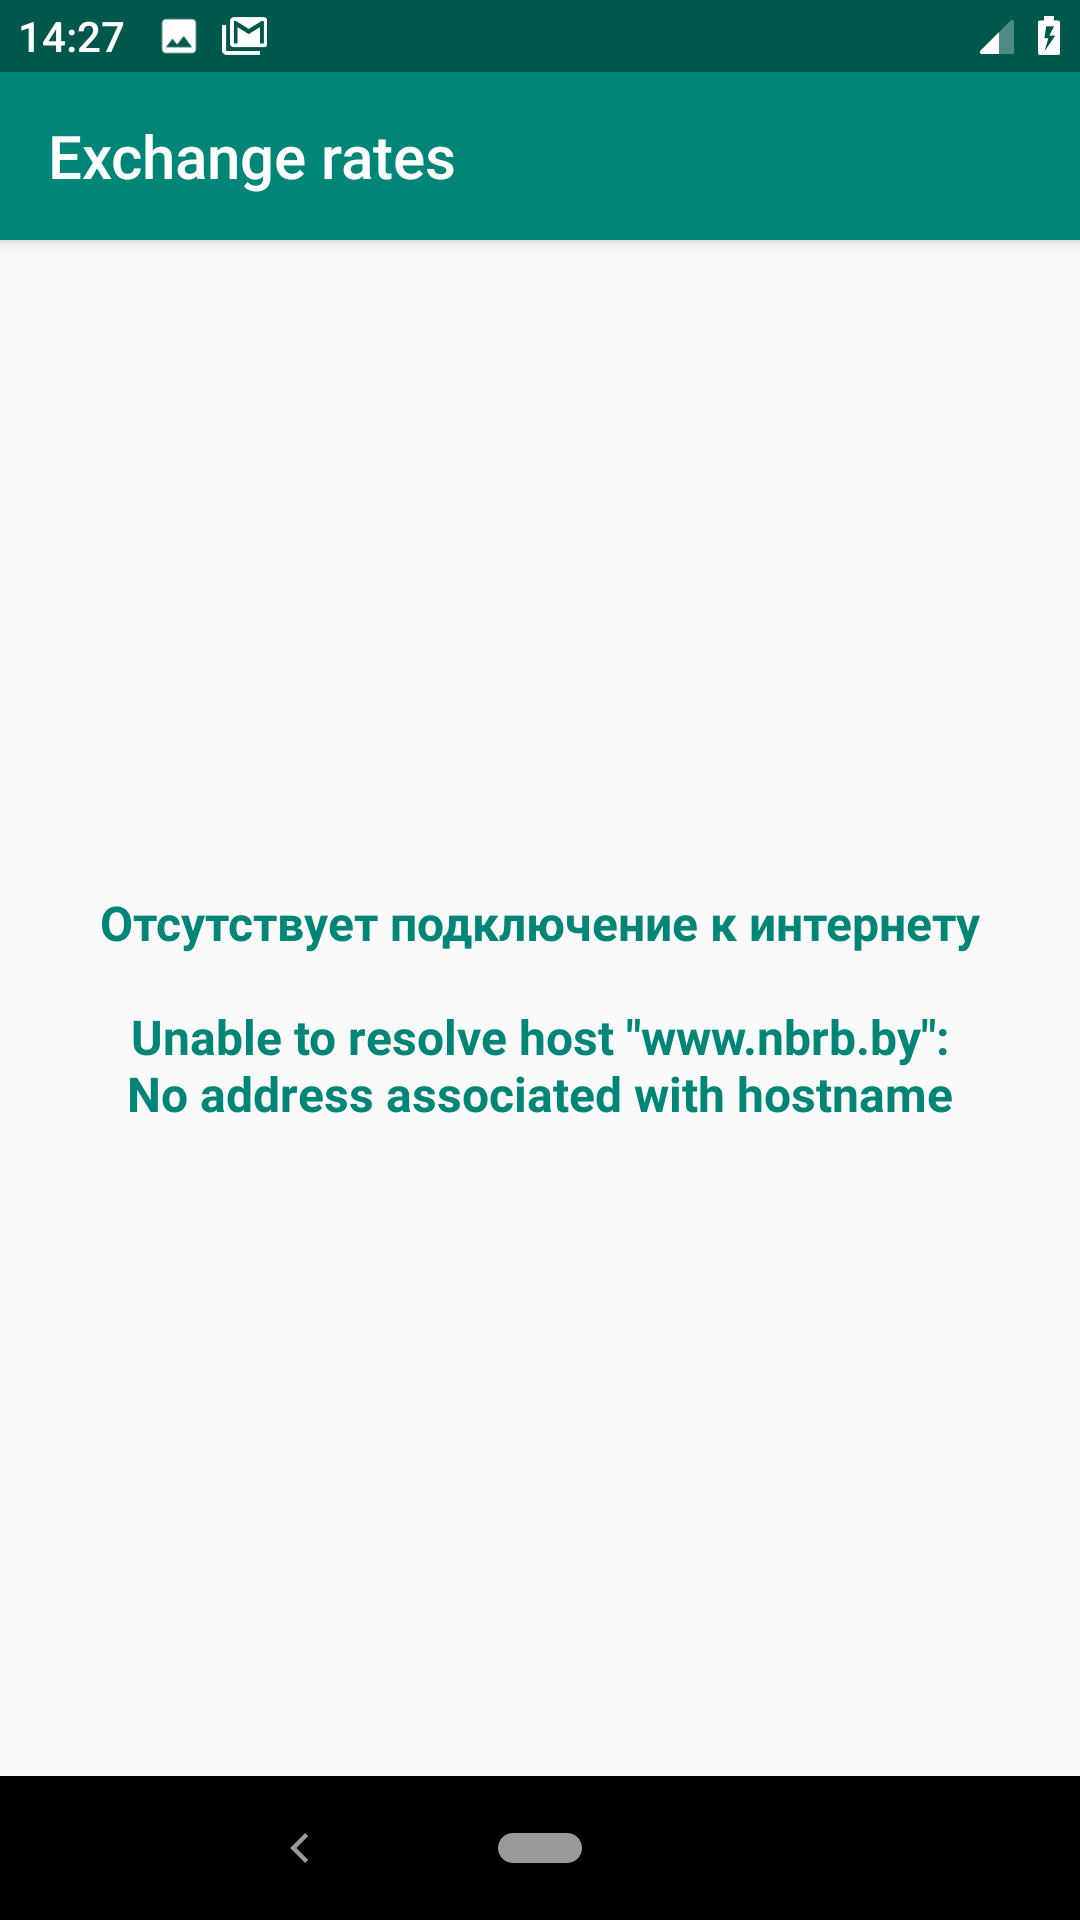 14:27
Exchange rates
Отсутствует подключение к интернету
Unable to resolve host "www.nbrb.by":
No address associated with hostname